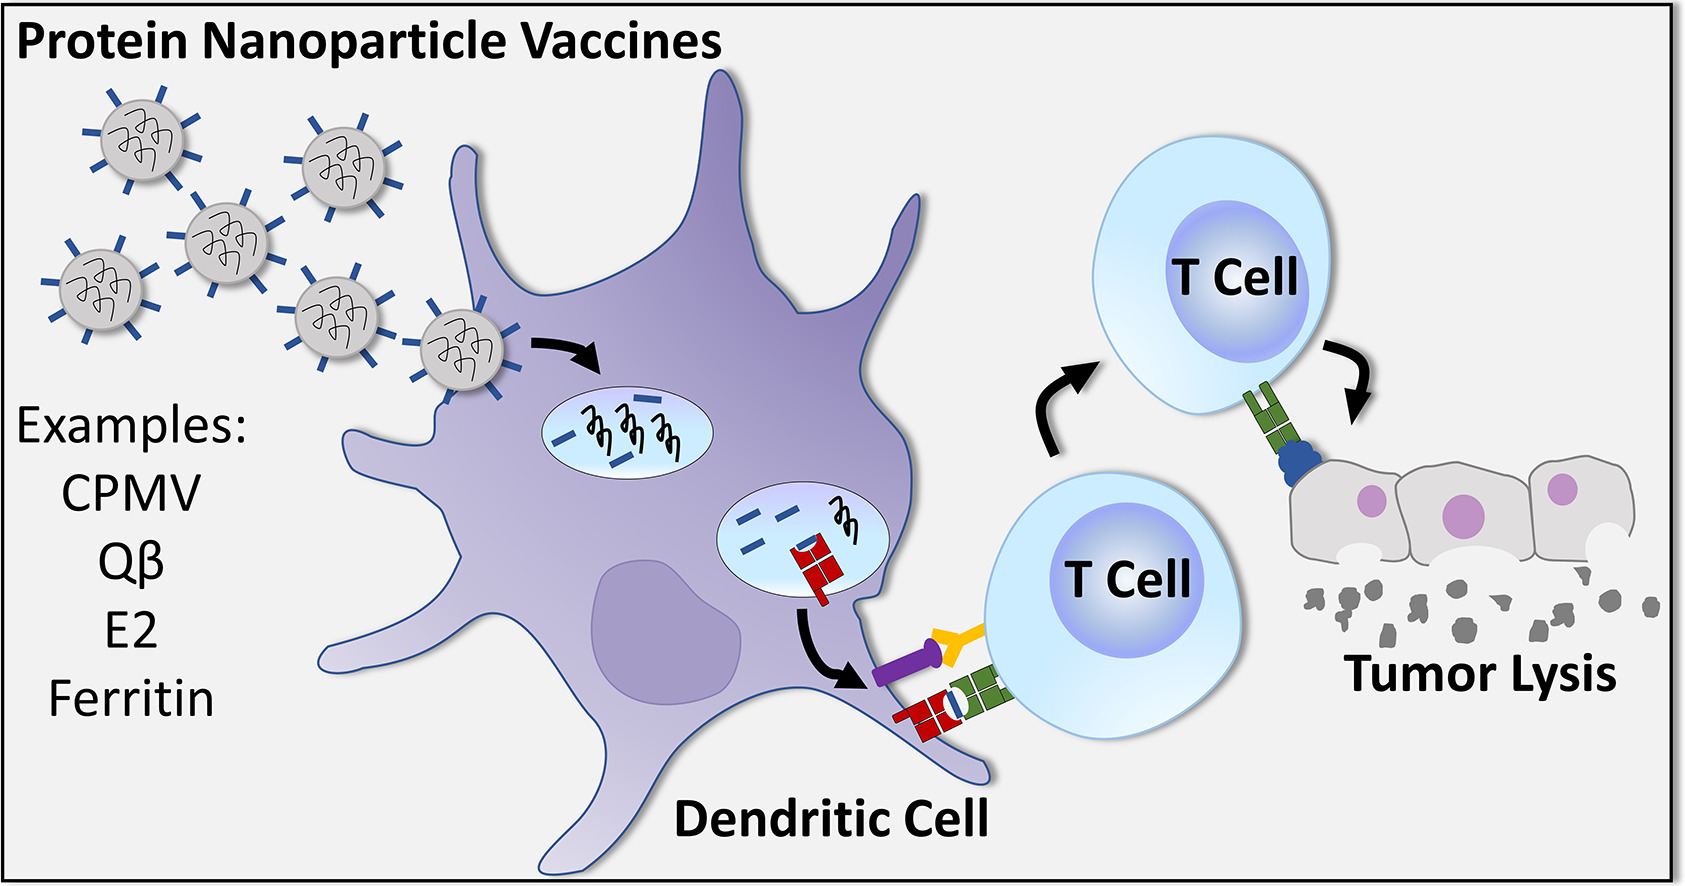 Protein Nanoparticle Vaccines
Examples:
CPMV
Qβ
E2
Ferritin
T Cell
T Cell
Tumor Lysis
Dendritic Cell